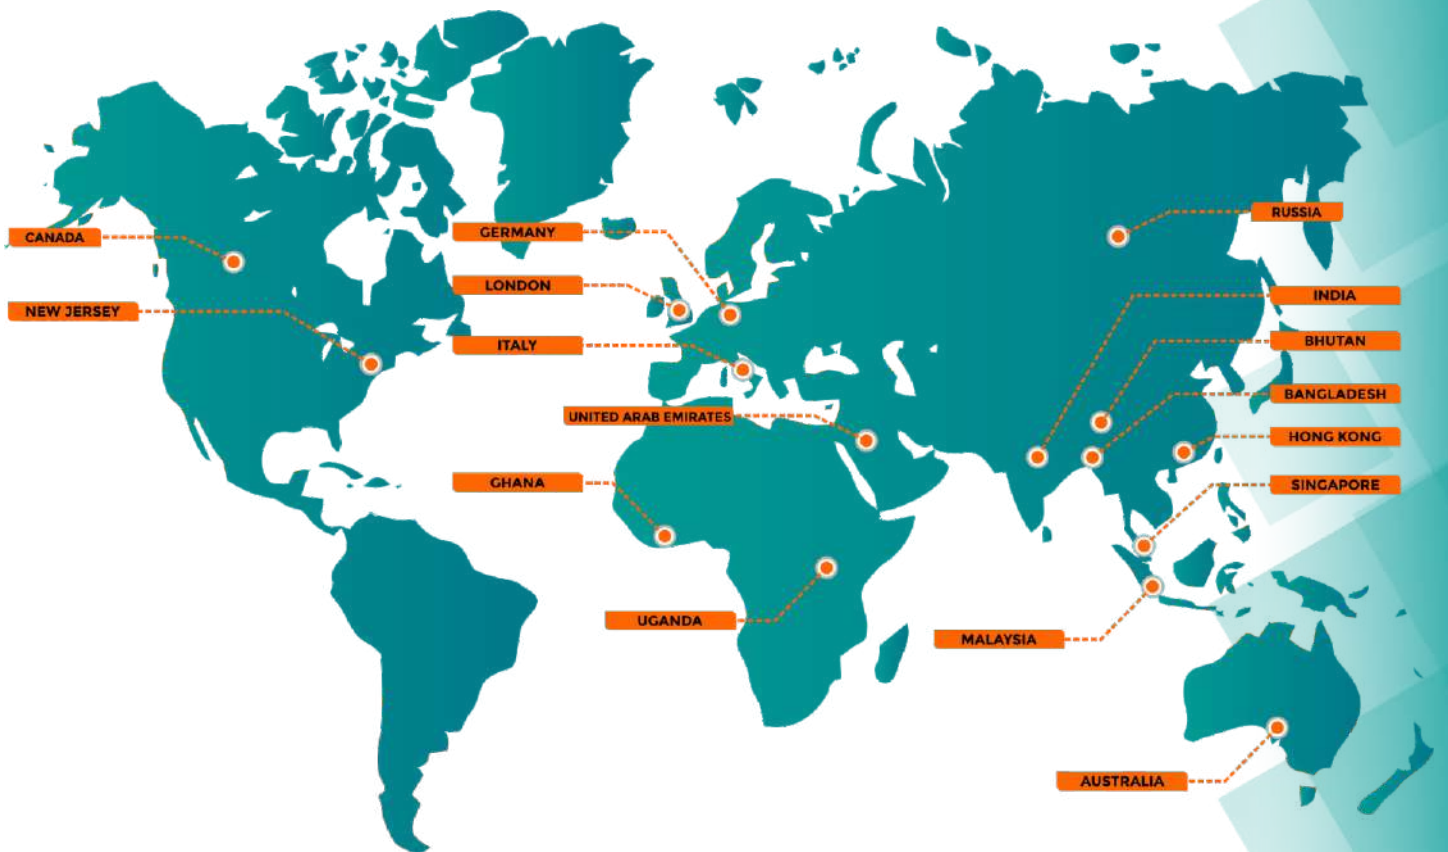 CANADA
NEW JERSEY
GERMANY
LONDON
ITALY
UNITED ARAB EMIRATES
GHANA
UGANDA
RUSSIA
INDIA
BHUTAN
BANGLADESH
HONG KONG
SINGAPORE
MALAYSIA
AUSTRALIA